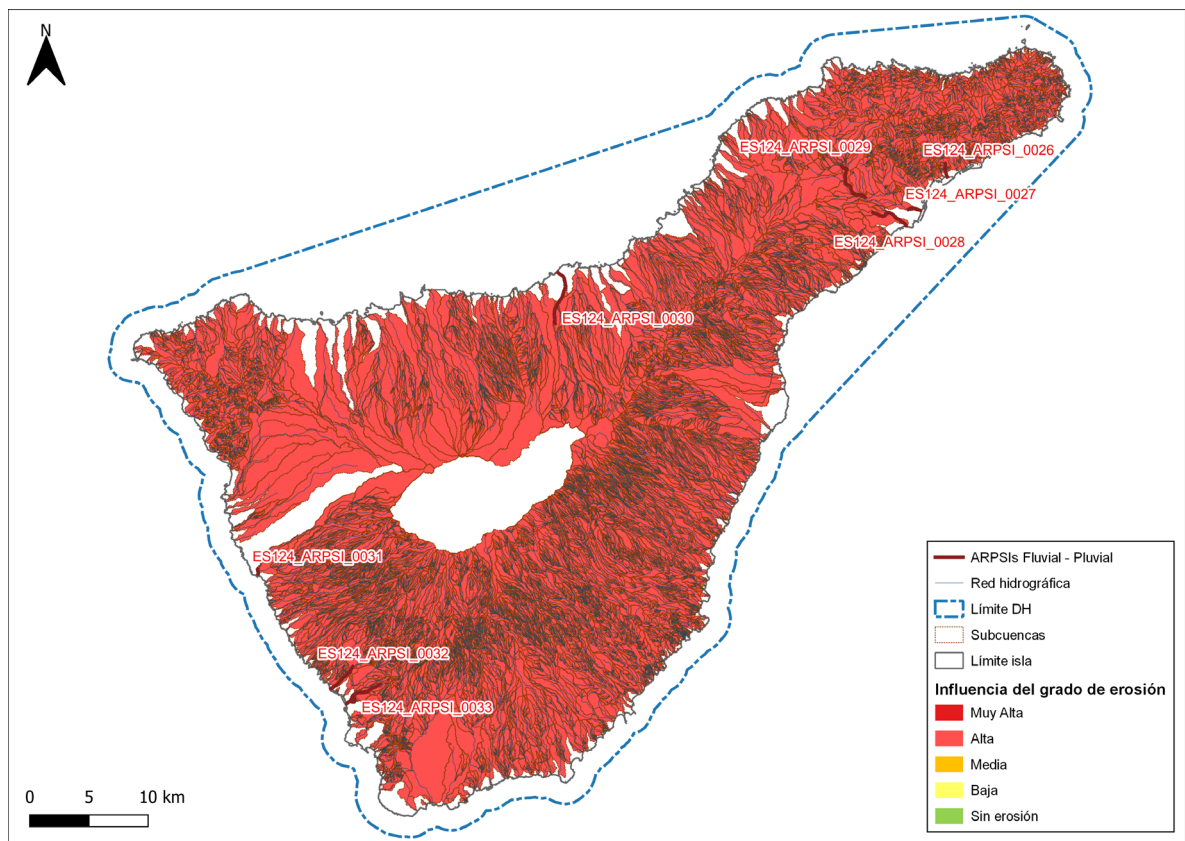 N
ES124_ARPSI_0029
ES124_ARPSI_0026
ES124_ARPSI_0027
ES124_ARPSI_0028
ES124_ARPSI_0030
ES124_ARPSI_0031
ES124_ARPSI_0032
ES124_ARPSI_0033
0 5 10 km
ARPSIs Fluvial - Pluvial
Red hidrográfica
Límite DH
Subcuencas
Límite isla
Influencia del grado de erosión
Muy Alta
Alta
Media
Baja
Sin erosión